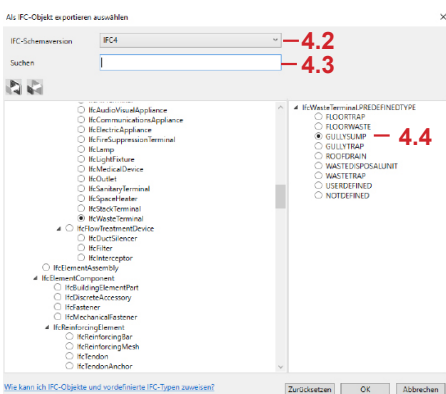 Als IFC-Objekt exportieren auswählen
IFC-Schemaversion
IFC4
4.2
Suchen
4.3
IfcAudioVisualAppliance
IfcCommunicationsAppliance
IfcElectricAppliance
IfcFireSuppressionTerminal
IfcLamp
IfcLightFixture
IfcMedicalDevice
IfcOutlet
IfcSanitaryTerminal
IfcSpaceHeater
IfcStackTerminal
IfcWasteTerminal
IfcFlowTreatmentDevice
IfcDuctSilencer
IfcFilter
IfcInterceptor
IfcElementAssembly
IfcElementComponent
IfcBuildingElementPart
IfcDiscreteAccessory
IfcFastener
IfcMechanicalFastener
IfcReinforcingElement
IfcReinforcingBar
IfcReinforcingMesh
IfcTendon
IfcTendonAnchor
IfcWasteTerminal.PREDEFINEDTYPE
FLOORTRAP
FLOORWASTE
GULLYSUMP
4.4
GULLYTRAP
ROOFDRAIN
WASTEDISPOSALUNIT
WASTETRAP
USERDEFINED
NOTDEFINED
Wie kann ich IFC-Objekte und vordefinierte IFC-Typen zuweisen?
Zurücksetzen
OK
Abbrechen